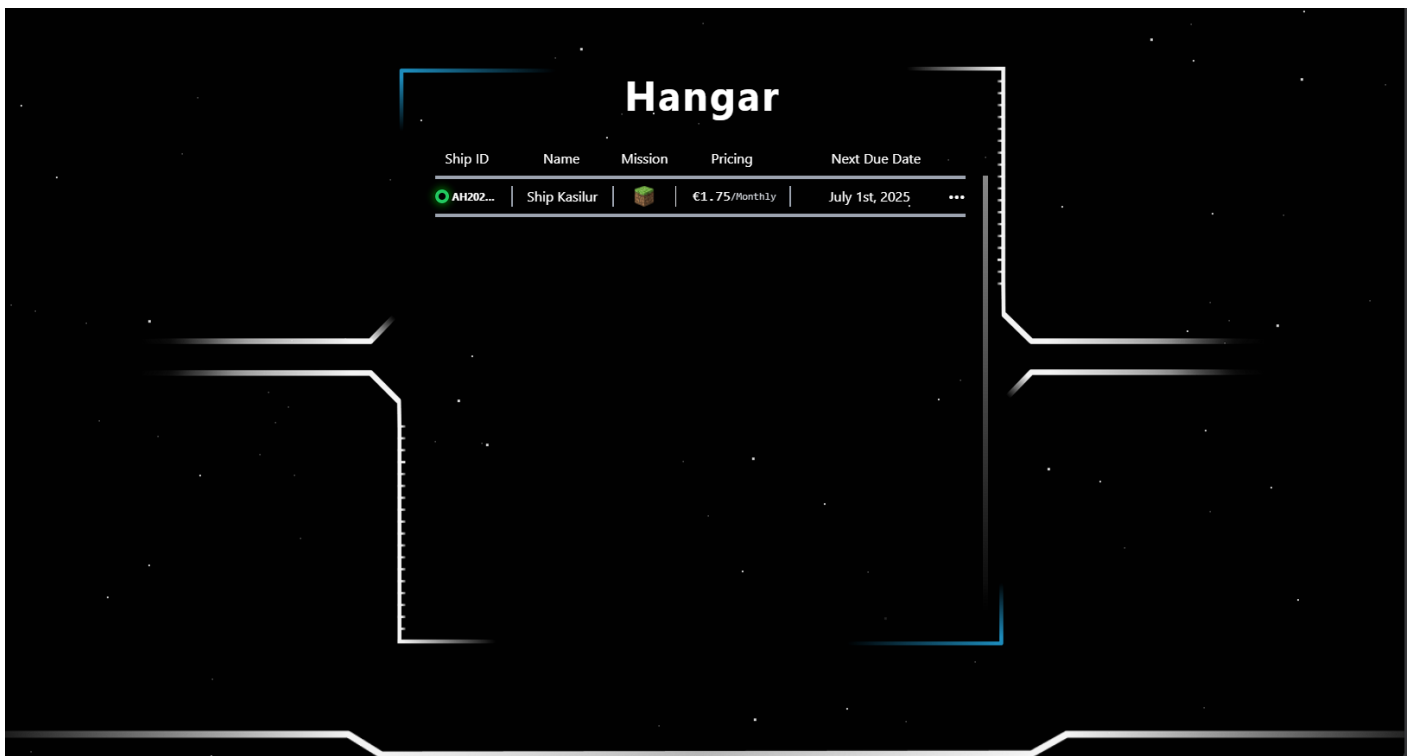 Hangar
Ship ID Name Mission Pricing Next Due Date
AH202... Ship Kasilur €1.75/Monthly July 1st, 2025 •••